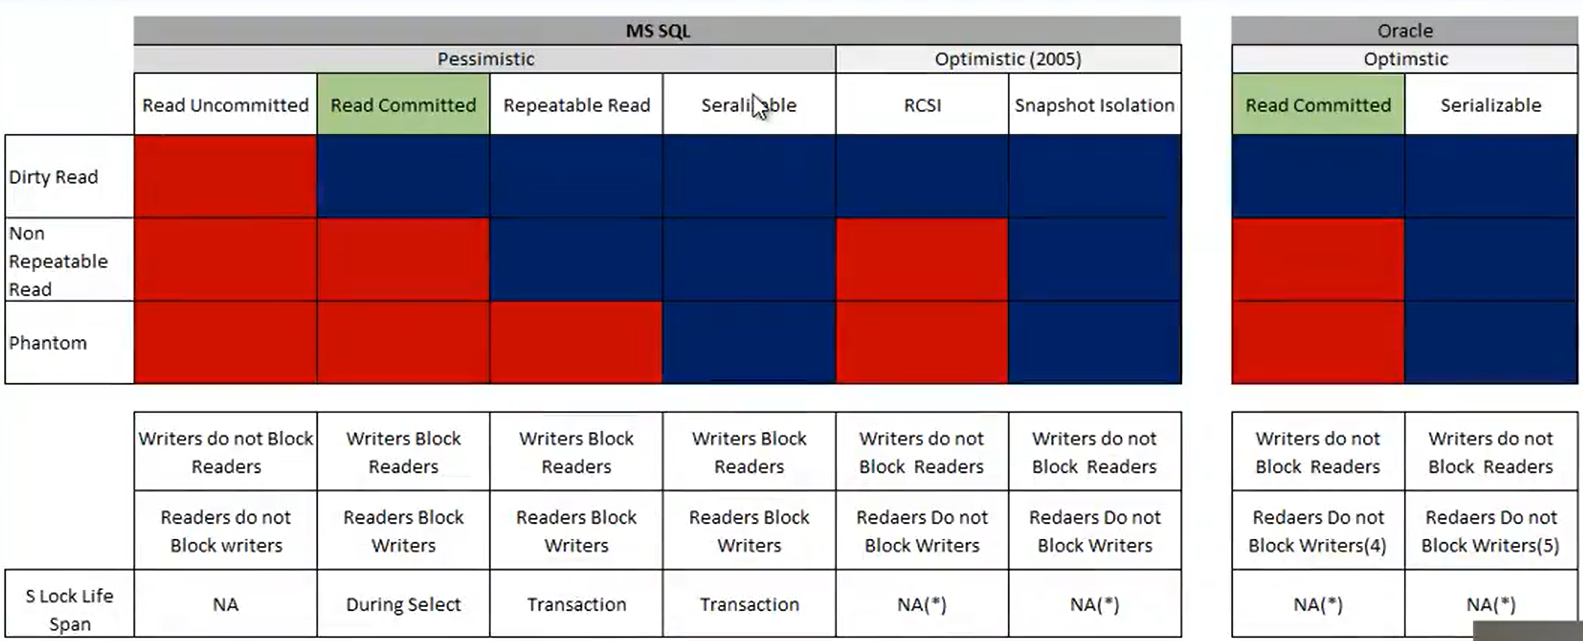 MS SQL
Oracle
Pessimistic
Optimistic (2005)
Optimstic
Read Uncommitted
Read Committed
Repeatable Read
RCSI
Snapshot Isolation
Read Committed
Serializable
Dirty Read
Non
Repeatable
Read
Phantom
Writers do not Block
Readers
Writers Block
Readers
Writers Block
Readers
Writers Block
Readers
Writers do not
Block Readers
Writers do not
Block Readers
Writers do not
Block Readers
Writers do not
Block Readers
Readers do not
Block writers
Readers Block
Writers
Readers Block
Writers
Readers Block
Writers
Redaers Do not
Block Writers
Redaers Do not
Block Writers
Redaers Do not
Block Writers(4)
Redaers Do not
Block Writers(5)
S Lock Life
Span
NA
During Select
Transaction
Transaction
NA(*)
NA(*)
NA(*)
NA(*)